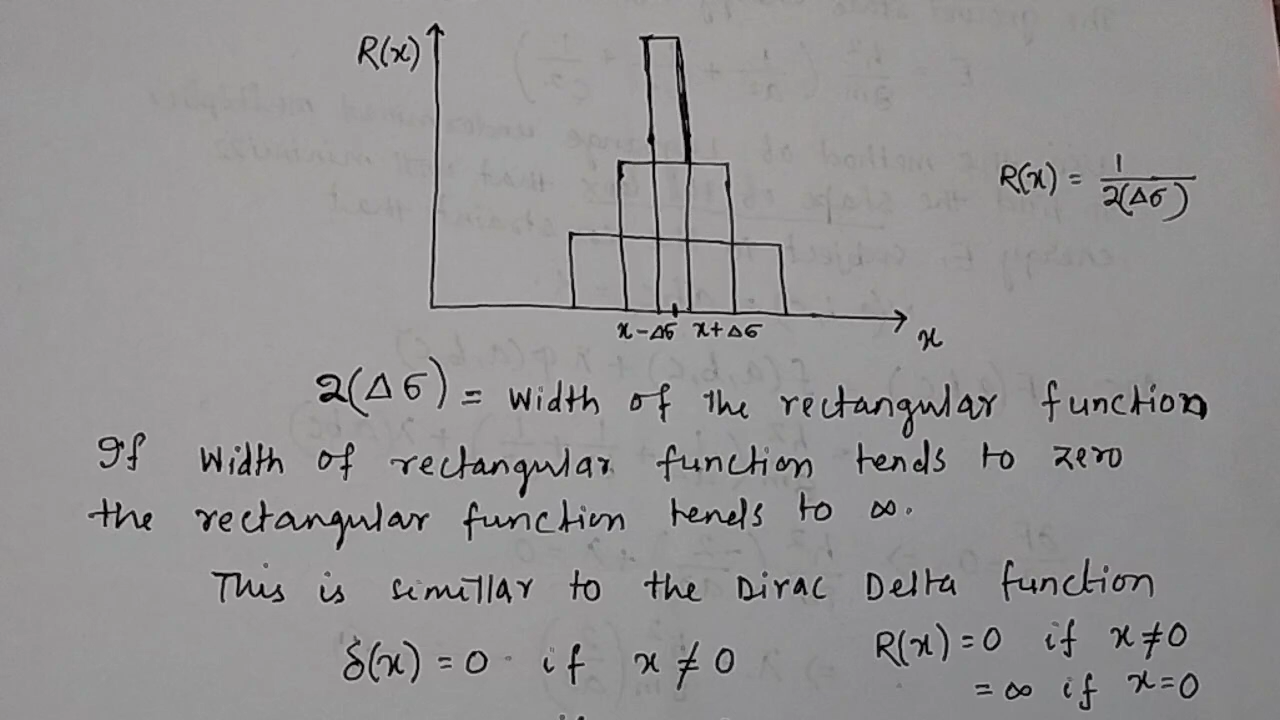 R(x)
R(x) = 1/2(Δσ)
x-Δσ x+Δσ
x
2(Δσ) = width of the rectangular function
If width of rectangular function tends to zero
the rectangular function tends to ∞.
This is simillar to the Dirac Delta function
δ(x) = 0 if x ≠ 0
R(x) = 0 if x ≠ 0
= ∞ if x = 0